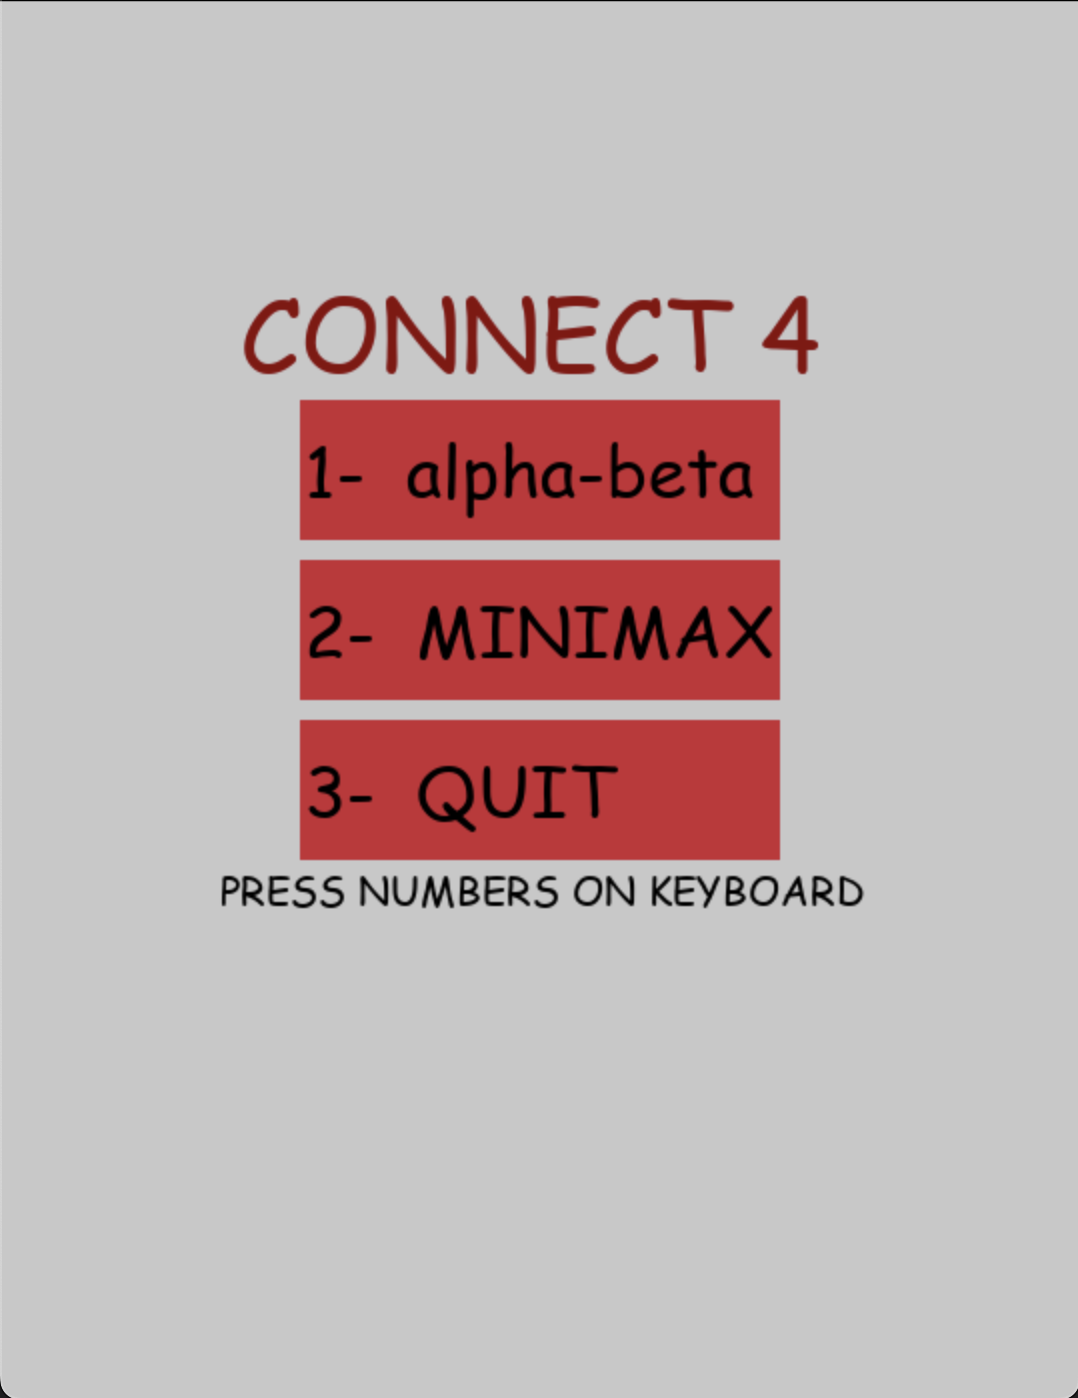 CONNECT 4
1- alpha-beta
2- MINIMAX
3- QUIT
PRESS NUMBERS ON KEYBOARD